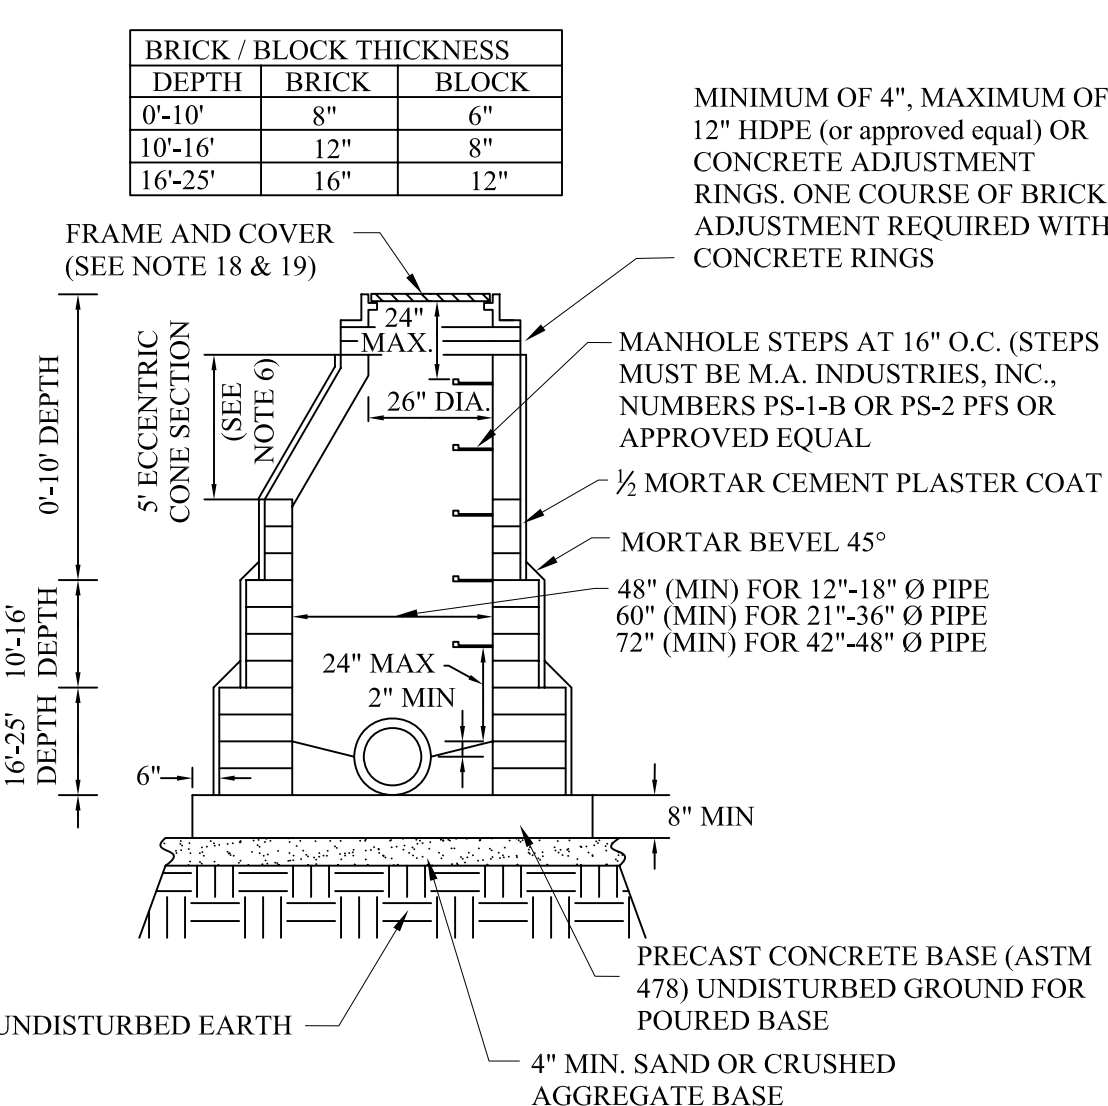 BRICK / BLOCK THICKNESS
DEPTH BRICK BLOCK
0'-10' 8" 6"
10'-16' 12" 8"
16'-25' 16" 12"
MINIMUM OF 4", MAXIMUM OF
12" HDPE (or approved equal) OR
CONCRETE ADJUSTMENT
RINGS. ONE COURSE OF BRICK
ADJUSTMENT REQUIRED WITH
CONCRETE RINGS
FRAME AND COVER
(SEE NOTE 18 & 19)
24"
MAX.
26" DIA.
5' ECCENTRIC
CONE SECTION
(SEE
NOTE 6)
0'-10' DEPTH
MANHOLE STEPS AT 16" O.C. (STEPS
MUST BE M.A. INDUSTRIES, INC.,
NUMBERS PS-1-B OR PS-2 PFS OR
APPROVED EQUAL
½ MORTAR CEMENT PLASTER COAT
MORTAR BEVEL 45°
48" (MIN) FOR 12"-18" Ø PIPE
60" (MIN) FOR 21"-36" Ø PIPE
72" (MIN) FOR 42"-48" Ø PIPE
10'-16'
DEPTH
24" MAX
2" MIN
16'-25'
DEPTH
6"
8" MIN
PRECAST CONCRETE BASE (ASTM
478) UNDISTURBED GROUND FOR
POURED BASE
UNDISTURBED EARTH
4" MIN. SAND OR CRUSHED
AGGREGATE BASE